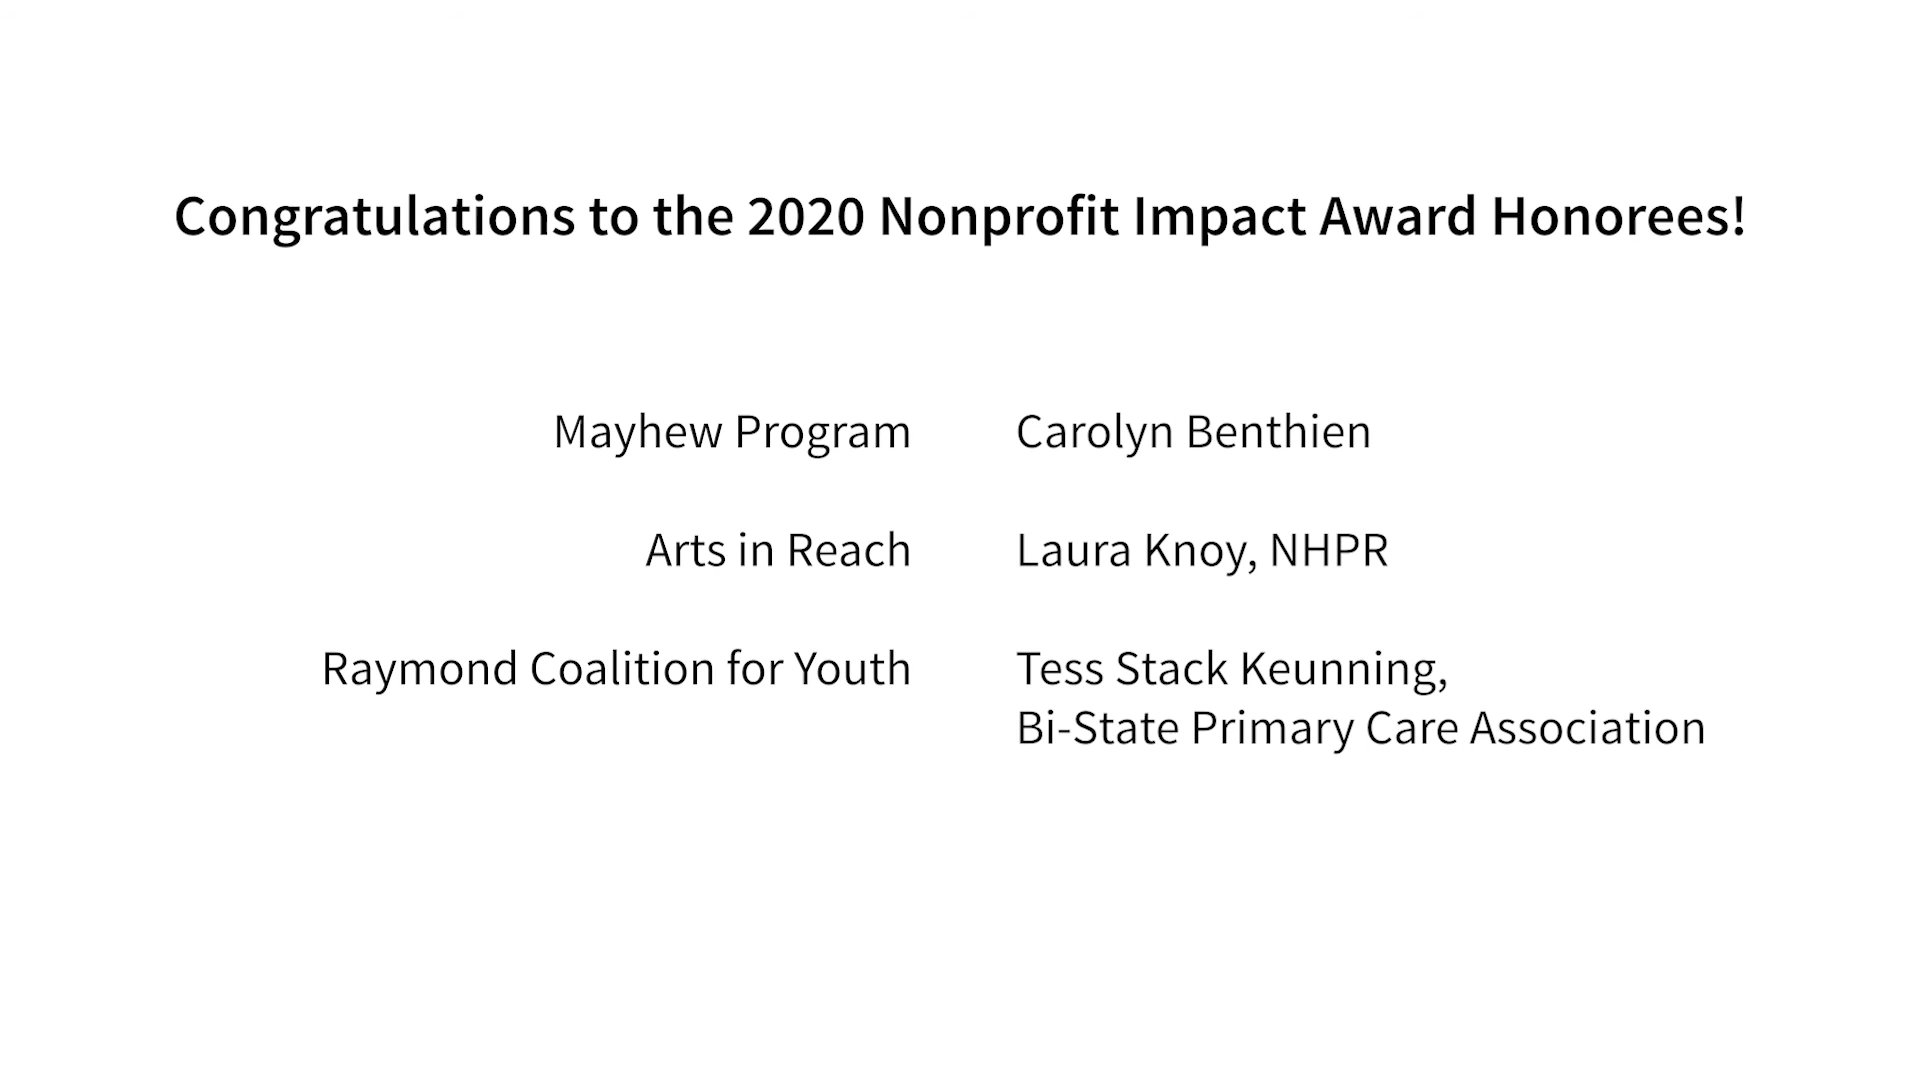 Congratulations to the 2020 Nonprofit Impact Award Honorees!
Mayhew Program
Carolyn Benthien
Arts in Reach
Laura Knoy, NHPR
Raymond Coalition for Youth
Tess Stack Keunning,
Bi-State Primary Care Association